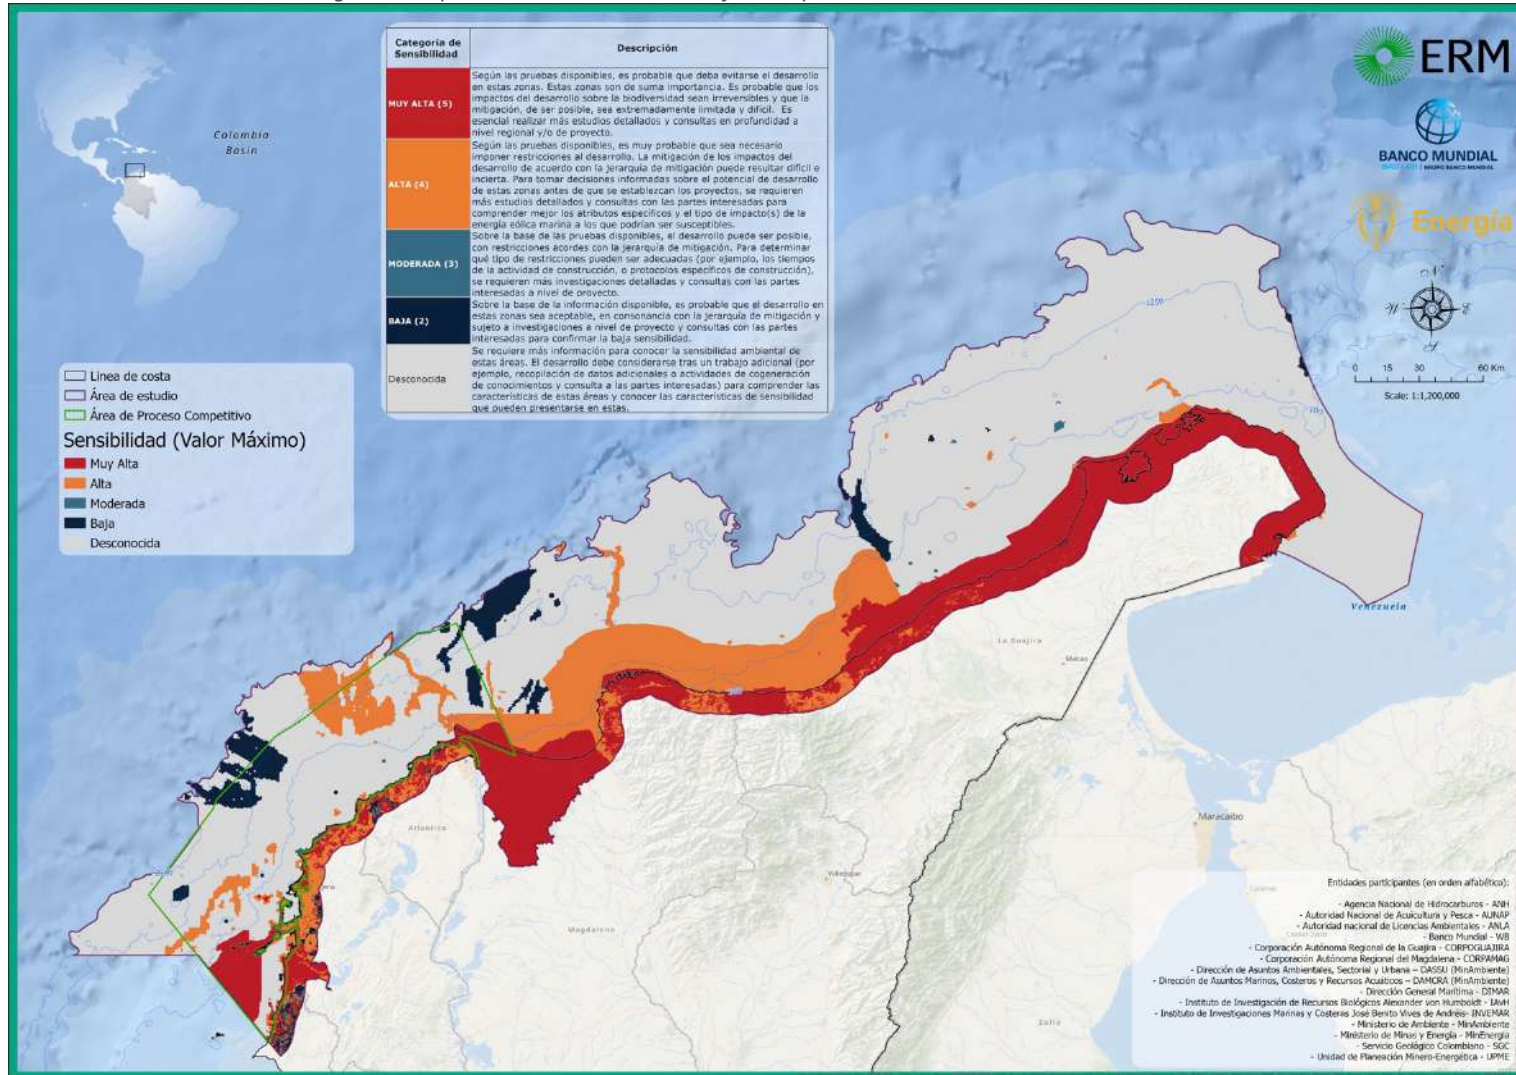 Colombia
Basin
Categoría de
Sensibilidad
Descripción
MUY ALTA (5)
Según las pruebas disponibles, es probable que deba evitarse el desarrollo
en estas zonas. Estas zonas son de suma importancia. Es probable que los
impactos del desarrollo sobre la biodiversidad sean irreversibles y que la
mitigación, de ser posible, sea extremadamente limitada y difícil. Es
esencial realizar más estudios detallados y consultas en profundidad a
nivel regional y/o de proyecto.
ALTA (4)
Según las pruebas disponibles, es muy probable que sea necesario
imponer restricciones al desarrollo. La mitigación de los impactos del
desarrollo de acuerdo con la jerarquía de mitigación puede resultar difícil e
incierta. Para tomar decisiones informadas sobre el potencial de desarrollo
de estas zonas antes de que se establezcan los proyectos, se requieren
más estudios detallados y consultas con las partes interesadas para
comprender mejor los atributos específicos y el tipo de impacto(s) de la
energía eólica marina a los que podrían ser susceptibles.
MODERADA (3)
Sobre la base de las pruebas disponibles, el desarrollo puede ser posible,
con restricciones acordes con la jerarquía de mitigación. Para determinar
qué tipo de restricciones pueden ser adecuadas (por ejemplo, los tiempos
de la actividad de construcción, o protocolos específicos de construcción),
se requieren más investigaciones detalladas y consultas con las partes
interesadas a nivel de proyecto.
BAJA (2)
Sobre la base de la información disponible, es probable que el desarrollo en
estas zonas sea aceptable, en consonancia con la jerarquía de mitigación y
sujeto a investigaciones a nivel de proyecto y consultas con las partes
interesadas para confirmar la baja sensibilidad.
Desconocida
Se requiere más información para conocer la sensibilidad ambiental de
estas áreas. El desarrollo debe considerarse tras un trabajo adicional (por
ejemplo, recopilación de datos adicionales o actividades de cogeneración
de conocimientos y consulta a las partes interesadas) para comprender las
características de estas áreas y conocer las características de sensibilidad
que pueden presentarse en estas.
ERM
BANCO MUNDIAL
BIRF • AIF | GRUPO BANCO MUNDIAL
Energía
N
W E
S
0 15 30 60 Km
Scale: 1:1,200,000
Línea de costa
Área de estudio
Área de Proceso Competitivo
Sensibilidad (Valor Máximo)
Muy Alta
Alta
Moderada
Baja
Desconocida
Venezuela
La Guajira
Maicao
Atlántico
Maracaibo
Valledupar
Magdalena
Zulia
Entidades participantes (en orden alfabético):
- Agencia Nacional de Hidrocarburos - ANH
- Autoridad Nacional de Acuicultura y Pesca - AUNAP
- Autoridad nacional de Licencias Ambientales - ANLA
- Banco Mundial - WB
- Corporación Autónoma Regional de la Guajira - CORPOGUAJIRA
- Corporación Autónoma Regional del Magdalena - CORPAMAG
- Dirección de Asuntos Ambientales, Sectorial y Urbana – DASSU (MinAmbiente)
- Dirección de Asuntos Marinos, Costeros y Recursos Acuáticos – DAMCRA (MinAmbiente)
- Dirección General Marítima - DIMAR
- Instituto de Investigación de Recursos Biológicos Alexander von Humboldt - IAvH
- Instituto de Investigaciones Marinas y Costeras José Benito Vives de Andréis- INVEMAR
- Ministerio de Ambiente - MinAmbiente
- Ministerio de Minas y Energía - MinEnergía
- Servicio Geológico Colombiano - SGC
- Unidad de Planeación Minero-Energética - UPME